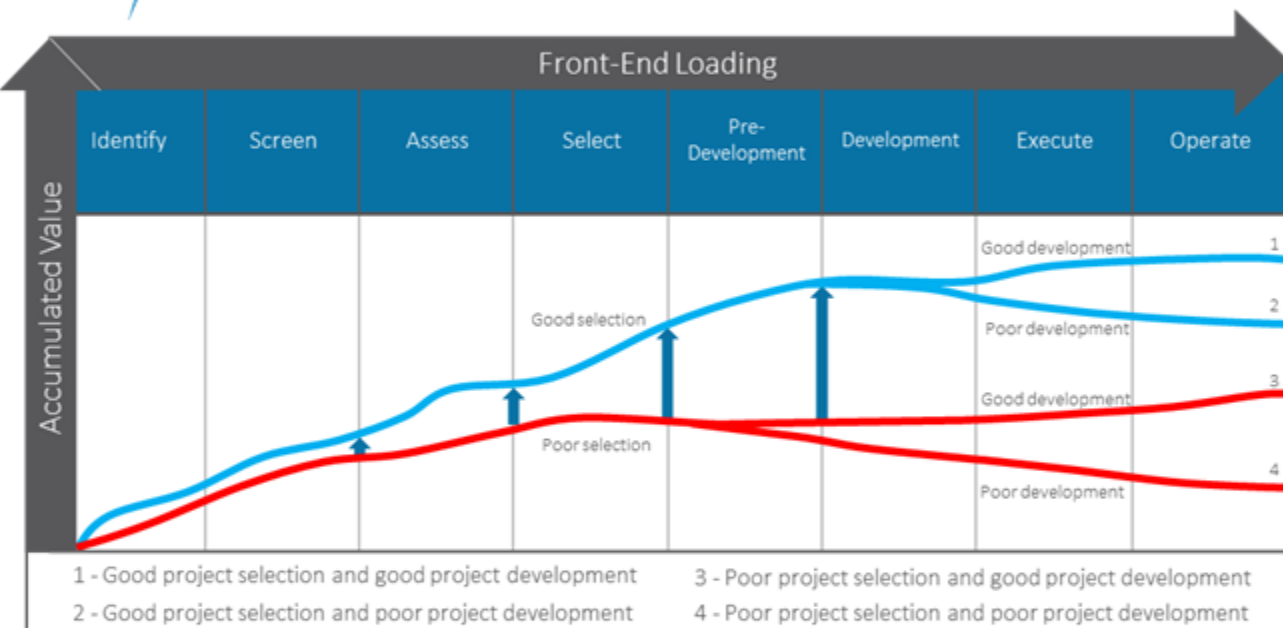 Front-End Loading
Identify
Screen
Assess
Select
Pre-
Development
Development
Execute
Operate
Accumulated Value
Good development
1
Good selection
2
Poor development
3
Good development
Poor selection
4
Poor development
1 - Good project selection and good project development
3 - Poor project selection and good project development
2 - Good project selection and poor project development
4 - Poor project selection and poor project development